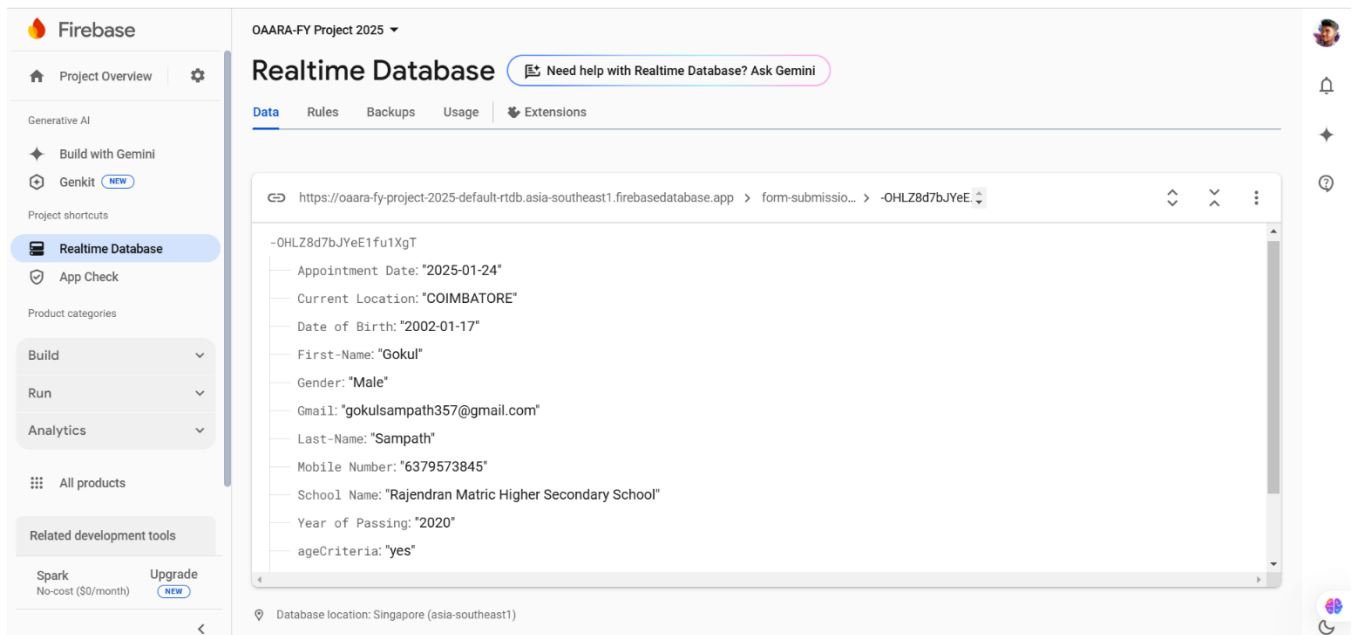 Firebase
Project Overview
Generative AI
Build with Gemini
Genkit NEW
Project shortcuts
Realtime Database
App Check
Product categories
Build
Run
Analytics
All products
Related development tools
Spark
No-cost ($0/month)
Upgrade
NEW
OAARA-FY Project 2025
Realtime Database
Need help with Realtime Database? Ask Gemini
Data Rules Backups Usage Extensions
https://oaara-fy-project-2025-default-rtdb.asia-southeast1.firebasedatabase.app > form-submissio... > -OHLZ8d7bJYeE.
-OHLZ8d7bJYeE1fu1XgT
Appointment Date: "2025-01-24"
Current Location: "COIMBATORE"
Date of Birth: "2002-01-17"
First-Name: "Gokul"
Gender: "Male"
Gmail: "gokulsampath357@gmail.com"
Last-Name: "Sampath"
Mobile Number: "6379573845"
School Name: "Rajendran Matric Higher Secondary School"
Year of Passing: "2020"
ageCriteria: "yes"
Database location: Singapore (asia-southeast1)